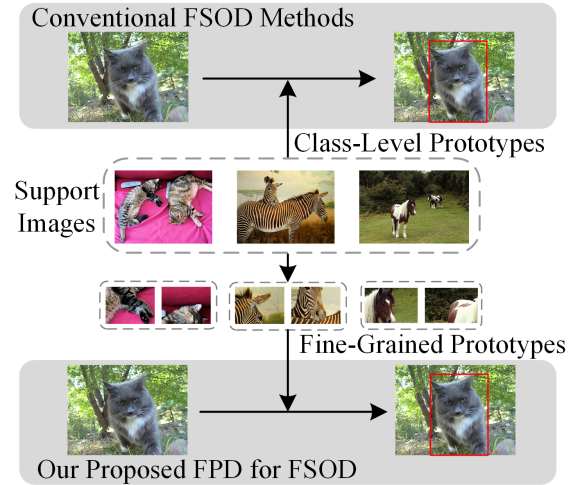 Conventional FSOD Methods
Class-Level Prototypes
Support
Images
Fine-Grained Prototypes
Our Proposed FPD for FSOD